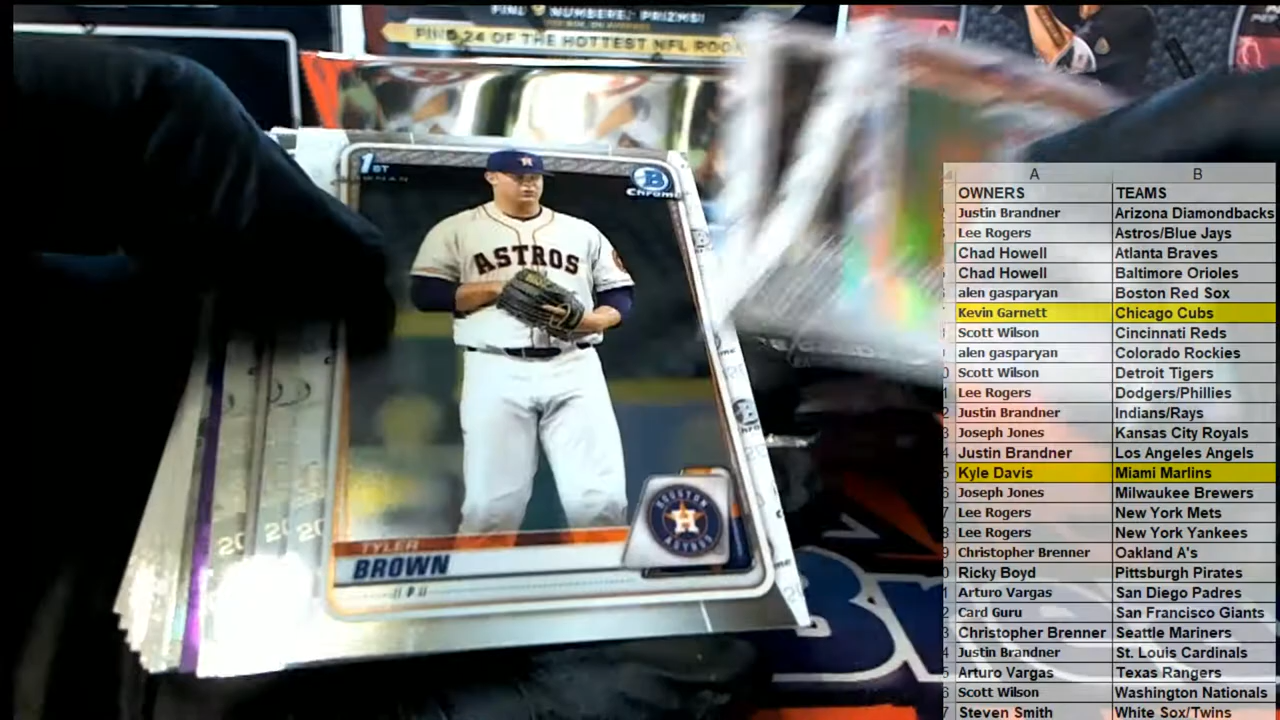 FIND 24 OF THE HOTTEST NFL
1ST
Chrome
ASTROS
HOUSTON
ASTROS
TYLER
BROWN
// P //
A B
OWNERS TEAMS
Justin Brandner Arizona Diamondbacks
Lee Rogers Astros/Blue Jays
Chad Howell Atlanta Braves
Chad Howell Baltimore Orioles
alen gasparyan Boston Red Sox
Kevin Garnett Chicago Cubs
Scott Wilson Cincinnati Reds
alen gasparyan Colorado Rockies
Scott Wilson Detroit Tigers
Lee Rogers Dodgers/Phillies
Justin Brandner Indians/Rays
Joseph Jones Kansas City Royals
Justin Brandner Los Angeles Angels
Kyle Davis Miami Marlins
Joseph Jones Milwaukee Brewers
Lee Rogers New York Mets
Lee Rogers New York Yankees
Christopher Brenner Oakland A's
Ricky Boyd Pittsburgh Pirates
Arturo Vargas San Diego Padres
Card Guru San Francisco Giants
Christopher Brenner Seattle Mariners
Justin Brandner St. Louis Cardinals
Arturo Vargas Texas Rangers
Scott Wilson Washington Nationals
Steven Smith White Sox/Twins